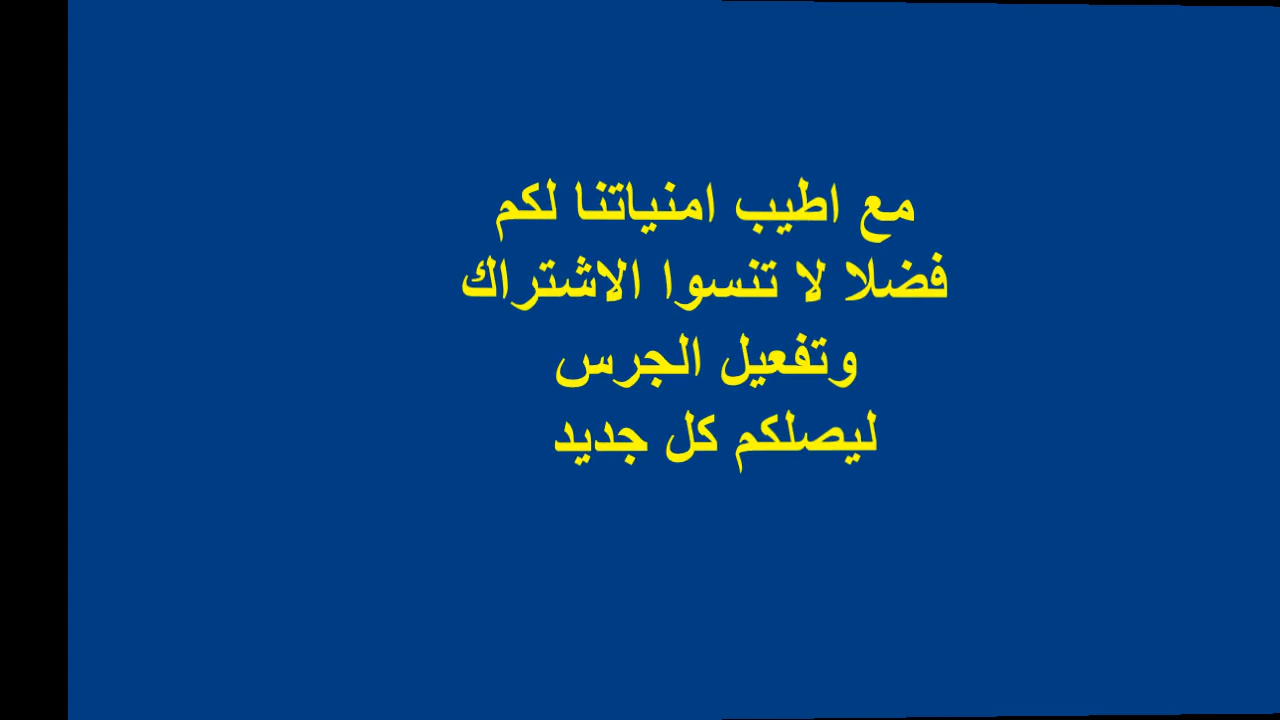 مع اطيب امنياتنا لكم
فضلا لا تنسوا الاشتراك
وتفعيل الجرس
ليصلكم كل جديد